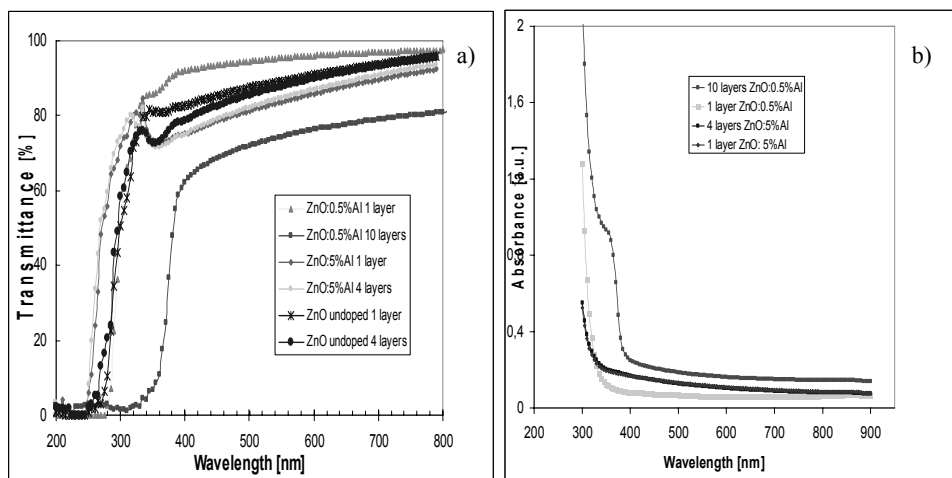 a)
100
80
60
40
20
0
Transmittance [%]
200 300 400 500 600 700 800
Wavelength [nm]
ZnO:0.5%Al 1 layer
ZnO:0.5%Al 10 layers
ZnO:5%Al 1 layer
ZnO:5%Al 4 layers
ZnO undoped 1 layer
ZnO undoped 4 layers
b)
2
1,6
1,2
0,8
0,4
0
Absorbance [a.u.]
300 400 500 600 700 800 900
Wavelength [nm]
10 layers ZnO:0.5%Al
1 layer ZnO:0.5%Al
4 layers ZnO:5%Al
1 layer ZnO: 5%Al